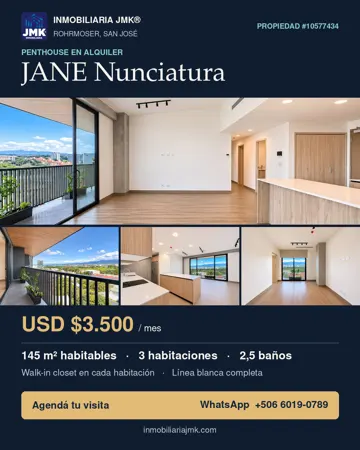 JMK
INMOBILIARIA JMK®
ROHRMOSER, SAN JOSÉ
PROPIEDAD #10577434
PENTHOUSE EN ALQUILER
JANE Nunciatura
USD $3.500 / mes
145 m² habitables · 3 habitaciones · 2,5 baños
Walk-in closet en cada habitación · Línea blanca completa
Agendá tu visita
WhatsApp +506 6019-0789
inmobiliariajmk.com